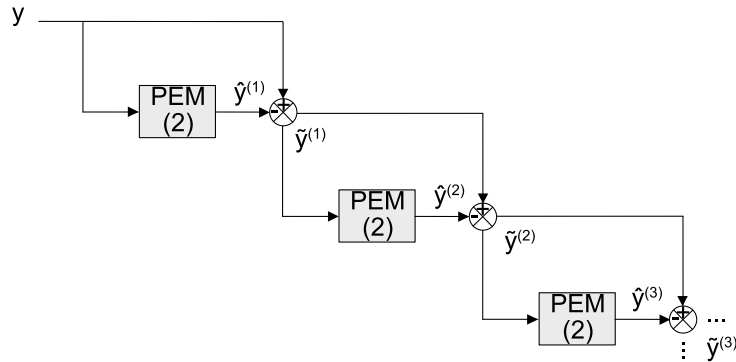 y
PEM
(2)
ŷ⁽¹⁾
+
-
ỹ⁽¹⁾
PEM
(2)
ŷ⁽²⁾
+
-
ỹ⁽²⁾
PEM
(2)
ŷ⁽³⁾
+
-
...
⋮
ỹ⁽³⁾